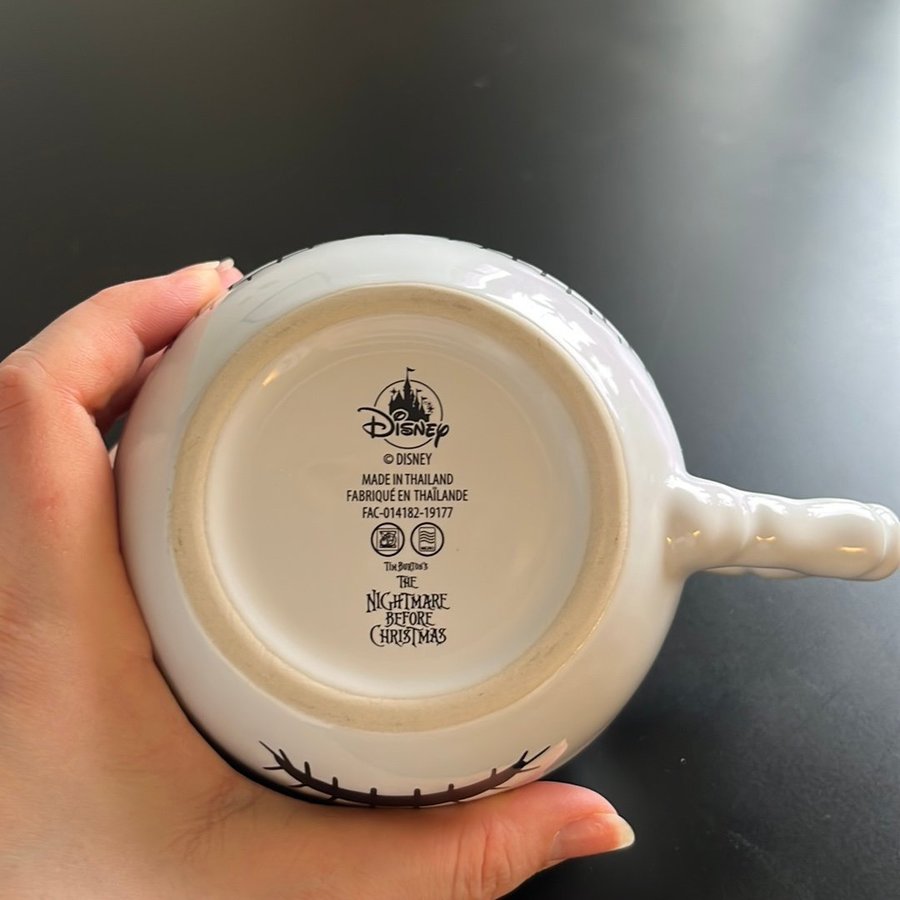 Disney
© DISNEY
MADE IN THAILAND
FABRIQUÉ EN THAÏLANDE
FAC-014182-19177
TIM BURTON'S
THE
NIGHTMARE
BEFORE
CHRISTMAS